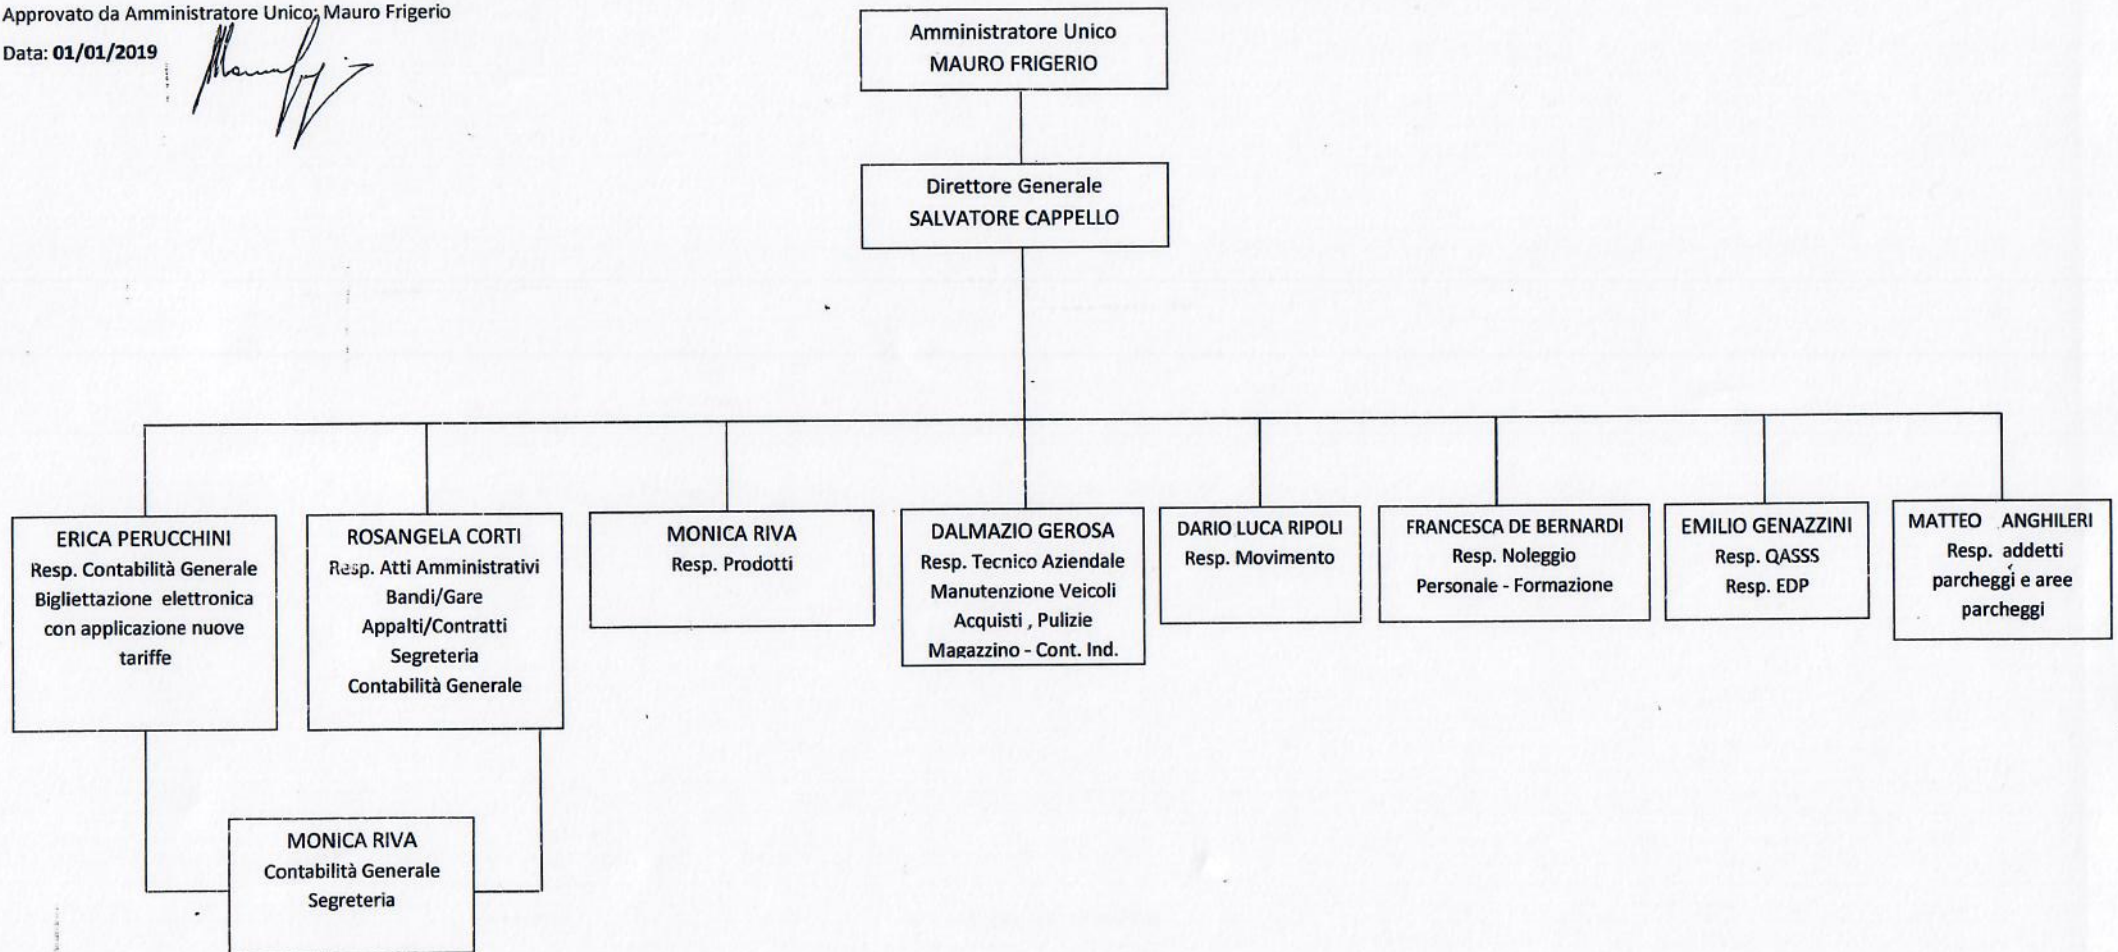 Approvato da Amministratore Unico: Mauro Frigerio
Data: 01/01/2019
Amministratore Unico
MAURO FRIGERIO
Direttore Generale
SALVATORE CAPPELLO
ERICA PERUCCHINI
Resp. Contabilità Generale
Bigliettazione elettronica
con applicazione nuove
tariffe
ROSANGELA CORTI
Resp. Atti Amministrativi
Bandi/Gare
Appalti/Contratti
Segreteria
Contabilità Generale
MONICA RIVA
Resp. Prodotti
DALMAZIO GEROSA
Resp. Tecnico Aziendale
Manutenzione Veicoli
Acquisti , Pulizie
Magazzino - Cont. Ind.
DARIO LUCA RIPOLI
Resp. Movimento
FRANCESCA DE BERNARDI
Resp. Noleggio
Personale - Formazione
EMILIO GENAZZINI
Resp. QASSS
Resp. EDP
MATTEO ANGHILERI
Resp. addetti
parcheggi e aree
parcheggi
MONICA RIVA
Contabilità Generale
Segreteria